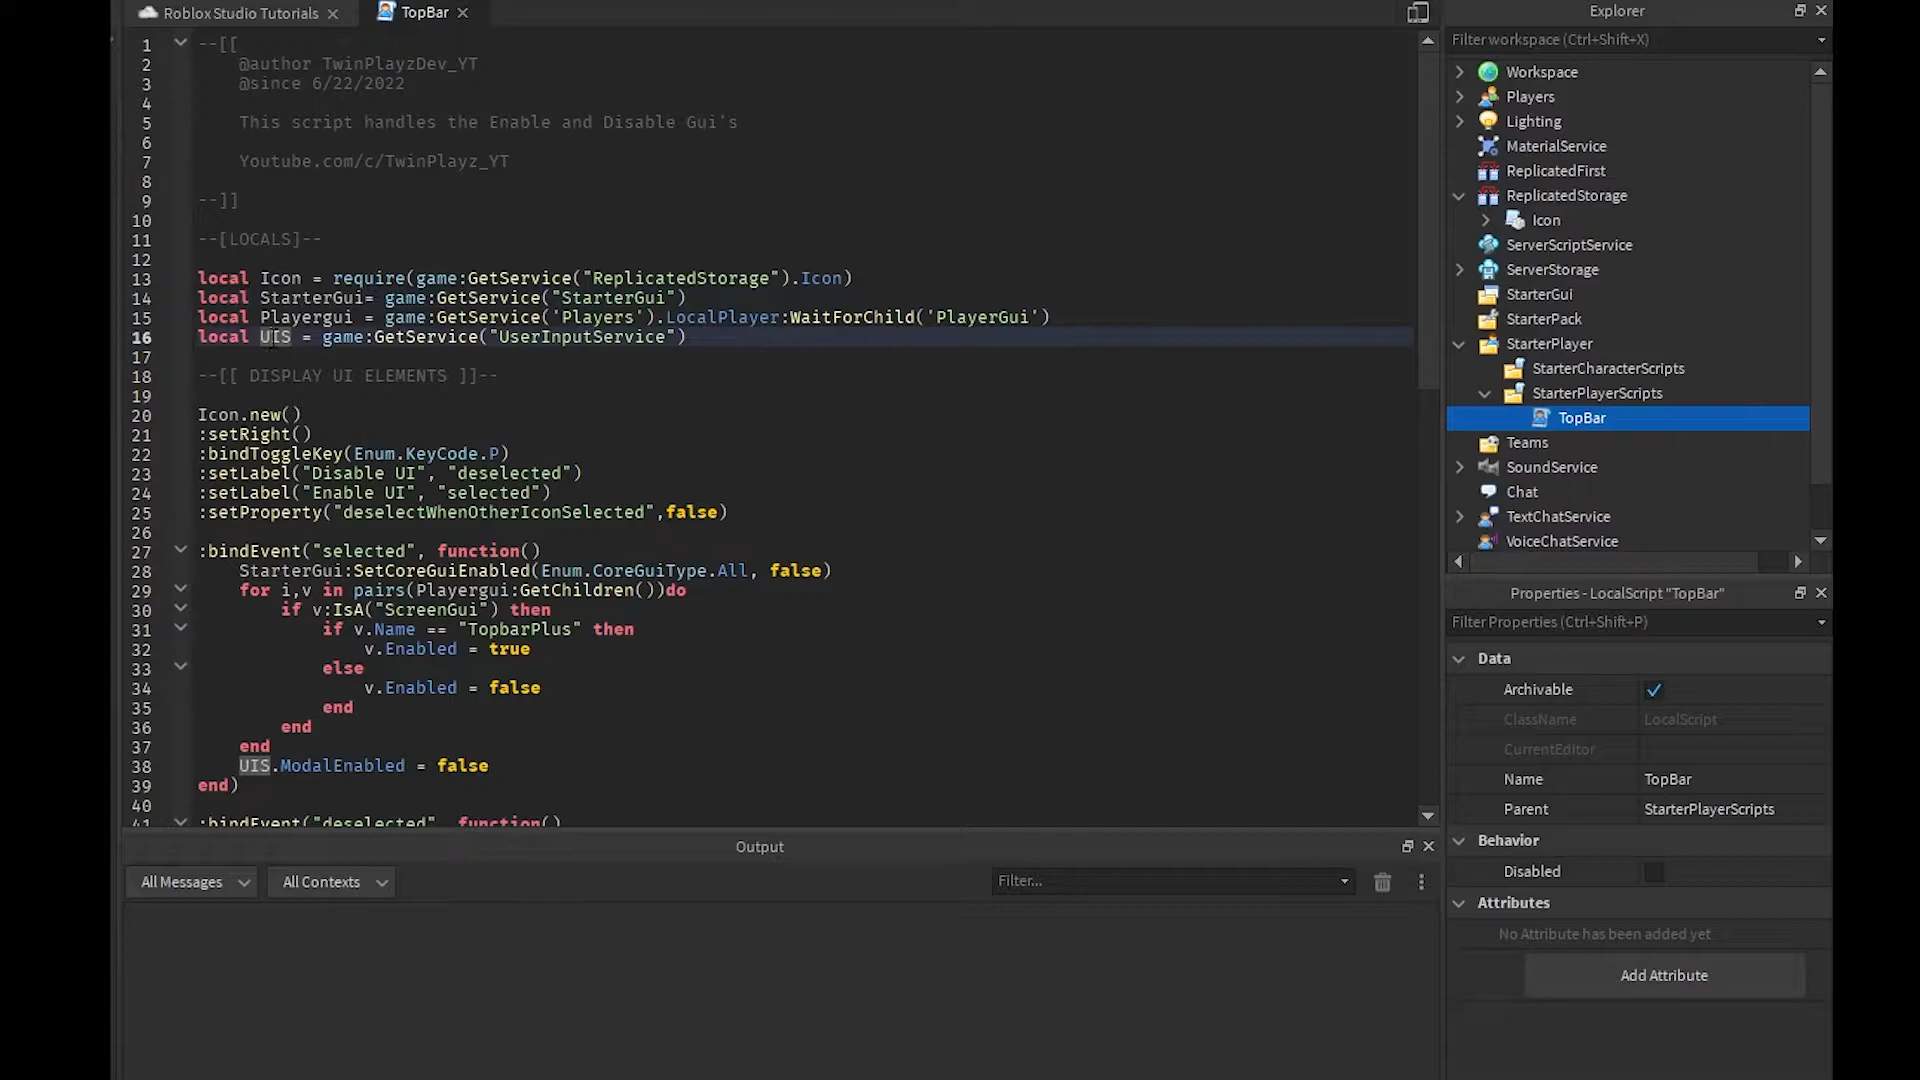 Roblox Studio Tutorials
TopBar
1 --[[
2 @author TwinPlayzDev_YT
3 @since 6/22/2022
4
5 This script handles the Enable and Disable Gui's
6
7 Youtube.com/c/TwinPlayz_YT
8
9 --]]
10
11 --[LOCALS]--
12
13 local Icon = require(game:GetService("ReplicatedStorage").Icon)
14 local StarterGui= game:GetService("StarterGui")
15 local Playergui = game:GetService('Players').LocalPlayer:WaitForChild('PlayerGui')
16 local UIS = game:GetService("UserInputService")
17
18 --[[ DISPLAY UI ELEMENTS ]]--
19
20 Icon.new()
21 :setRight()
22 :bindToggleKey(Enum.KeyCode.P)
23 :setLabel("Disable UI", "deselected")
24 :setLabel("Enable UI", "selected")
25 :setProperty("deselectWhenOtherIconSelected",false)
26
27 :bindEvent("selected", function()
28 StarterGui:SetCoreGuiEnabled(Enum.CoreGuiType.All, false)
29 for i,v in pairs(Playergui:GetChildren())do
30 if v:IsA("ScreenGui") then
31 if v.Name == "TopbarPlus" then
32 v.Enabled = true
33 else
34 v.Enabled = false
35 end
36 end
37 end
38 UIS.ModalEnabled = false
39 end)
40
41 :bindEvent("deselected", function()
Output
All Messages
All Contexts
Filter...
Explorer
Filter workspace (Ctrl+Shift+X)
Workspace
Players
Lighting
MaterialService
ReplicatedFirst
ReplicatedStorage
Icon
ServerScriptService
ServerStorage
StarterGui
StarterPack
StarterPlayer
StarterCharacterScripts
StarterPlayerScripts
TopBar
Teams
SoundService
Chat
TextChatService
VoiceChatService
Properties - LocalScript "TopBar"
Filter Properties (Ctrl+Shift+P)
Data
Archivable
ClassName LocalScript
CurrentEditor
Name TopBar
Parent StarterPlayerScripts
Behavior
Disabled
Attributes
No Attribute has been added yet
Add Attribute